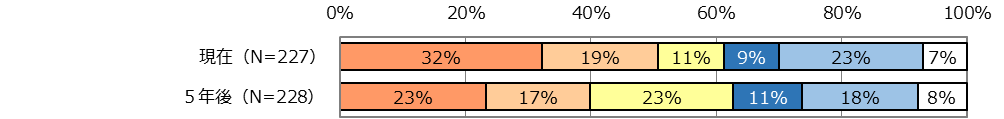 0% 20% 40% 60% 80% 100%
現在（N=227） 32% 19% 11% 9% 23% 7%
５年後（N=228） 23% 17% 23% 11% 18% 8%